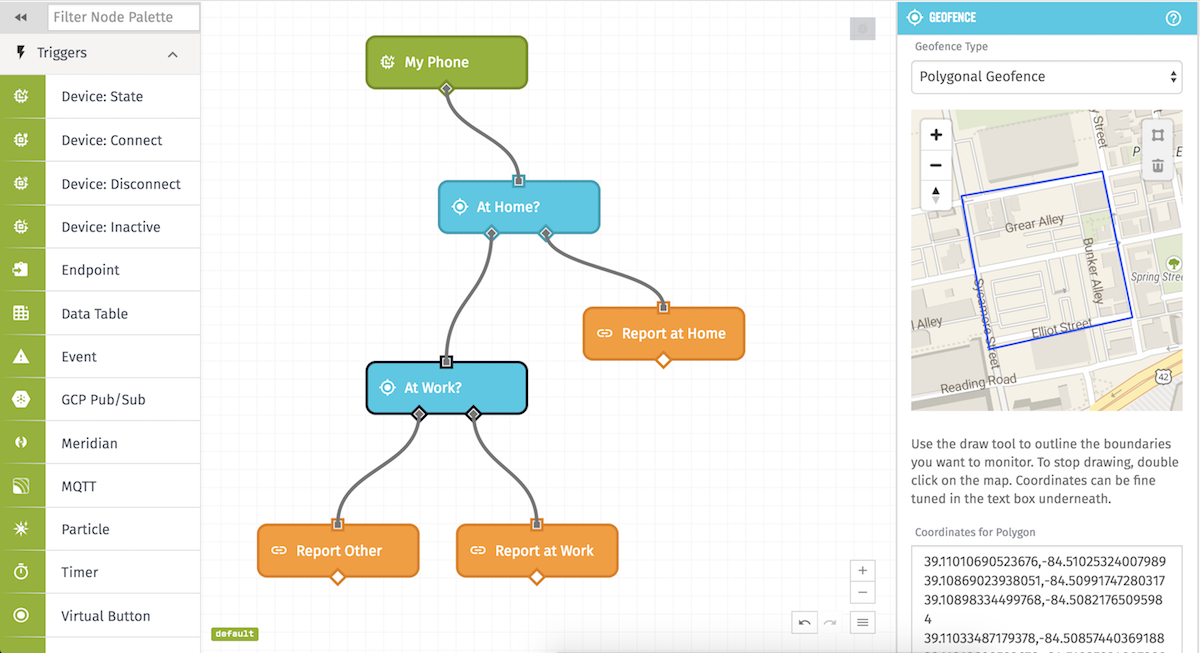 Filter Node Palette
Triggers
Device: State
Device: Connect
Device: Disconnect
Device: Inactive
Endpoint
Data Table
Event
GCP Pub/Sub
Meridian
MQTT
Particle
Timer
Virtual Button
My Phone
At Home?
Report at Home
At Work?
Report Other
Report at Work
default
GEOFENCE
Geofence Type
Polygonal Geofence
Street
P
E
Grear Alley
Bunker Alley
Spring Stre
Sycamore Street
l Alley
Elliot Street
Reading Road
42
Use the draw tool to outline the boundaries
you want to monitor. To stop drawing, double
click on the map. Coordinates can be fine
tuned in the text box underneath.
Coordinates for Polygon
39.11010690523676,-84.51025324007989
39.10869023938051,-84.50991747280317
39.10898334499768,-84.5082176509598
4
39.11033487179378,-84.50857440369188